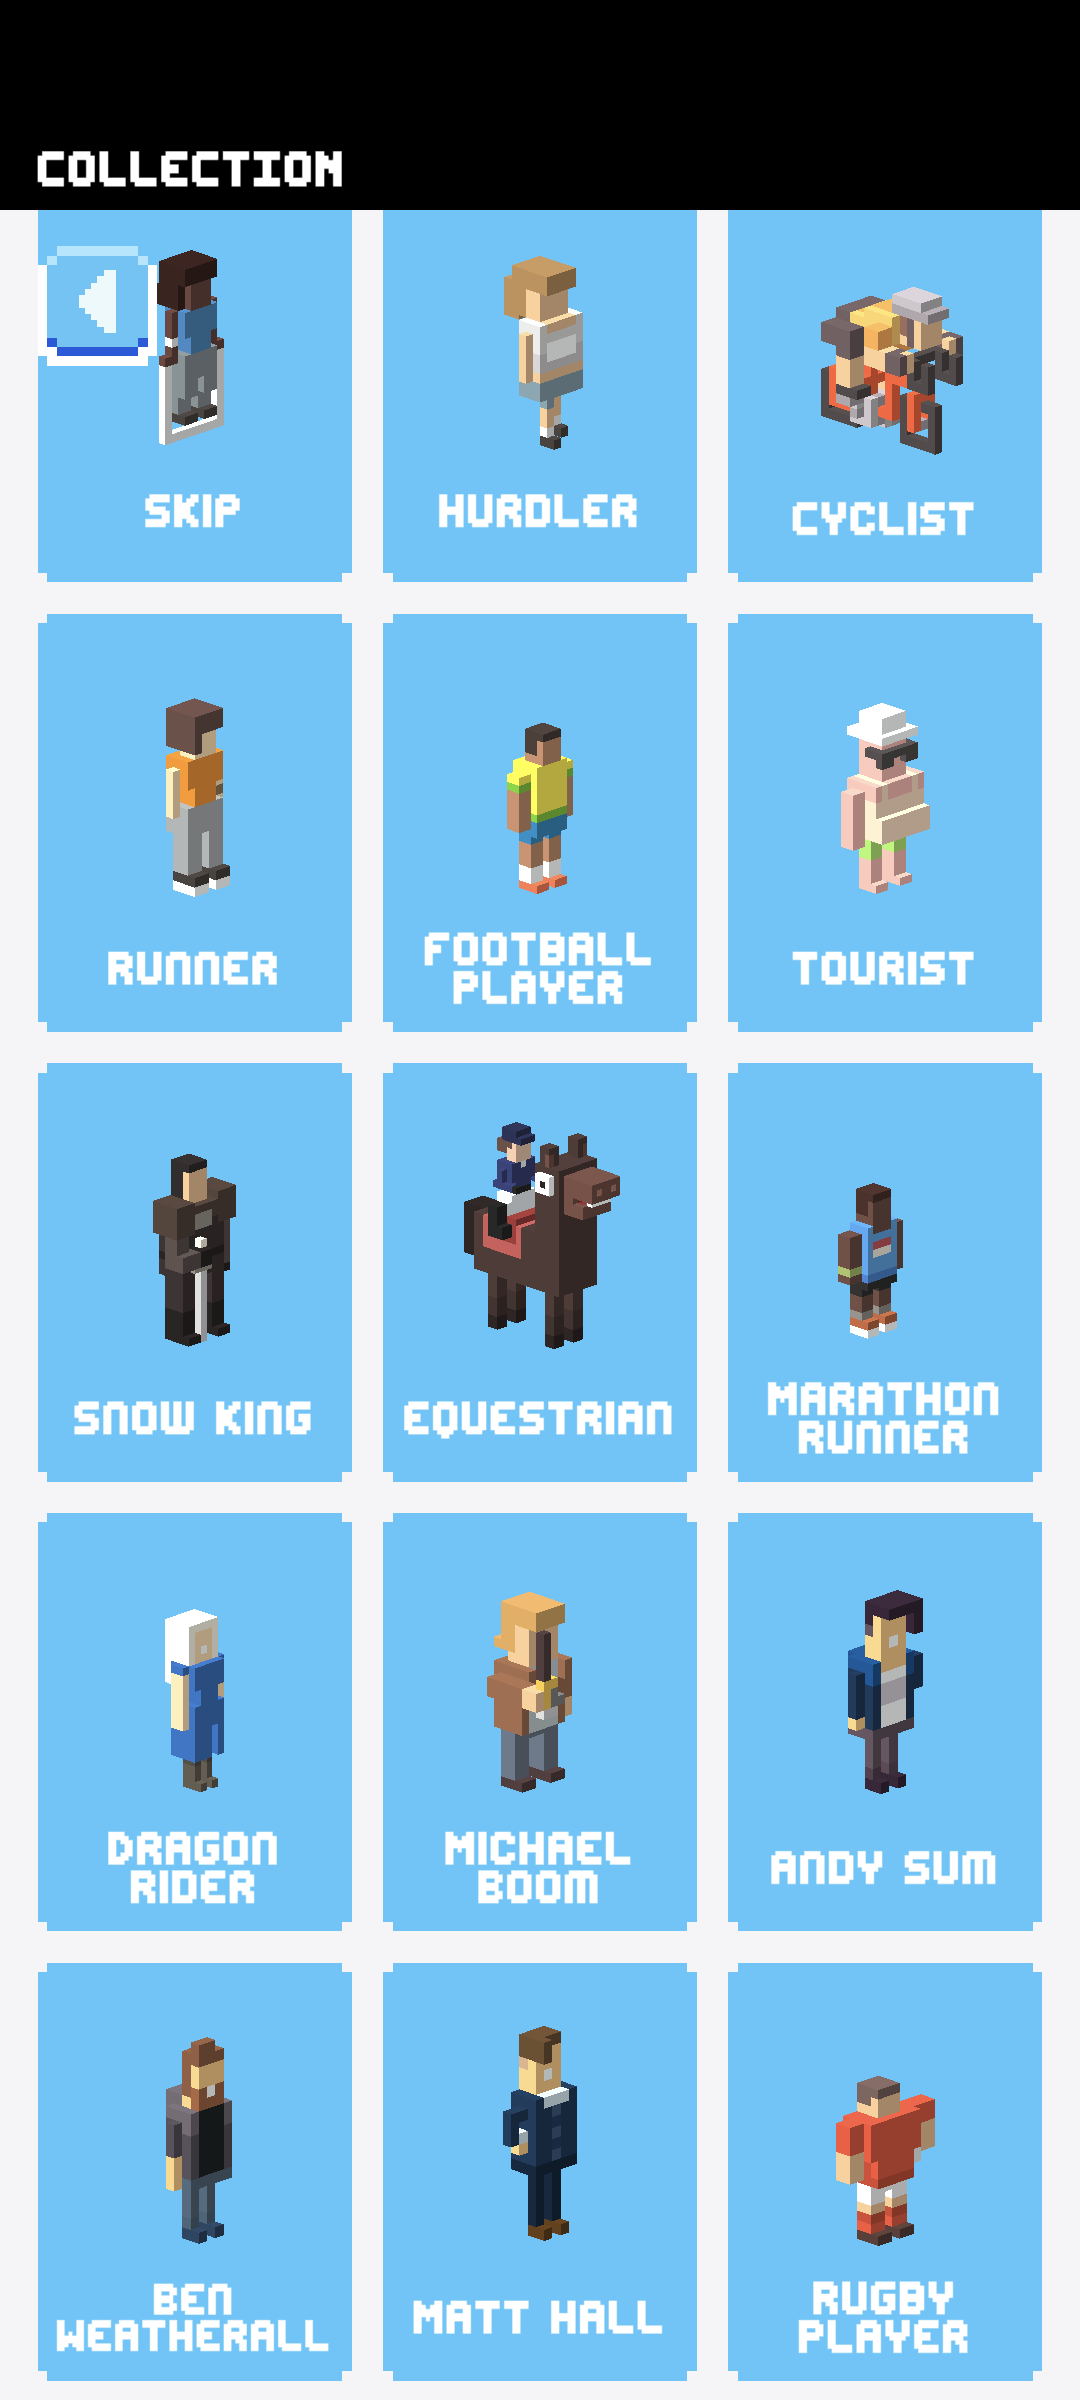 COLLECTION
SKIP
HURDLER
CYCLIST
RUNNER
FOOTBALL
PLAYER
TOURIST
SNOW KING
EQUESTRIAN
MARATHON
RUNNER
DRAGON
RIDER
MICHAEL
BOOM
ANDY SUM
BEN
WEATHERALL
MATT HALL
RUGBY
PLAYER